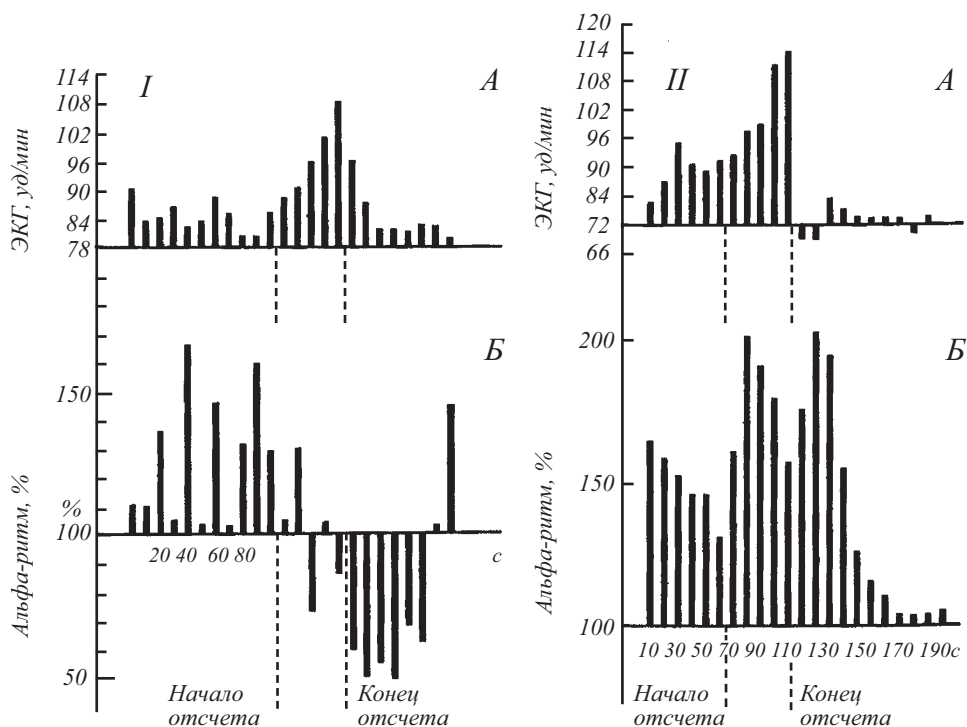 I
А
ЭКГ, уд/мин
114
108
102
96
90
84
78
Б
Альфа-ритм, %
150
%
100
50
20 40 60 80
с
Начало
отсчета
Конец
отсчета
II
А
ЭКГ, уд/мин
120
114
108
102
96
90
84
72
66
Б
Альфа-ритм, %
200
150
100
10 30 50 70 90 110 130 150 170 190с
Начало
отсчета
Конец
отсчета